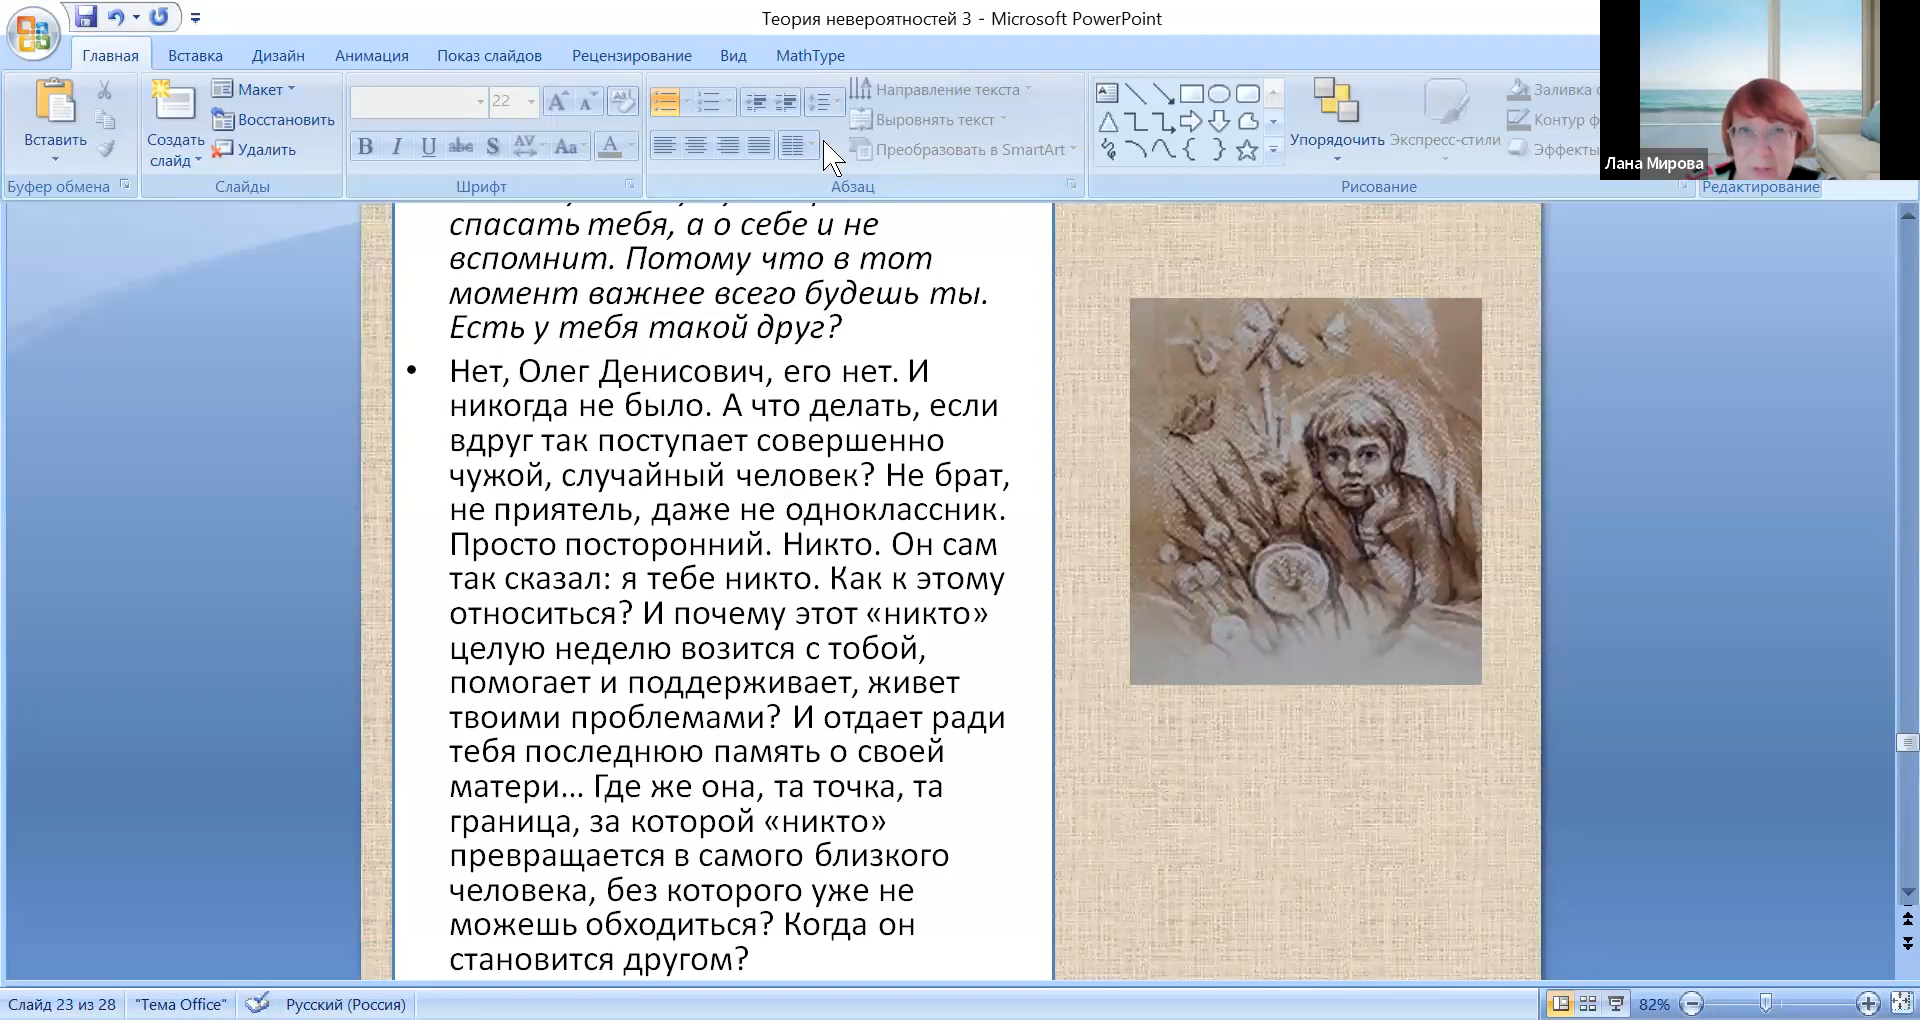 Теория невероятностей 3 - Microsoft PowerPoint
Главная Вставка Дизайн Анимация Показ слайдов Рецензирование Вид MathType
Вставить
Буфер обмена
Создать слайд
Макет
Восстановить
Удалить
Слайды
22
Шрифт
Направление текста
Выровнять текст
Преобразовать в SmartArt
Абзац
Упорядочить
Экспресс-стили
Заливка
Контур ф
Эффекты
Рисование
Редактирование
Лана Мирова
спасать тебя, а о себе и не
вспомнит. Потому что в тот
момент важнее всего будешь ты.
Есть у тебя такой друг?
• Нет, Олег Денисович, его нет. И
никогда не было. А что делать, если
вдруг так поступает совершенно
чужой, случайный человек? Не брат,
не приятель, даже не одноклассник.
Просто посторонний. Никто. Он сам
так сказал: я тебе никто. Как к этому
относиться? И почему этот «никто»
целую неделю возится с тобой,
помогает и поддерживает, живет
твоими проблемами? И отдает ради
тебя последнюю память о своей
матери… Где же она, та точка, та
граница, за которой «никто»
превращается в самого близкого
человека, без которого уже не
можешь обходиться? Когда он
становится другом?
Слайд 23 из 28 "Тема Office" Русский (Россия) 82%